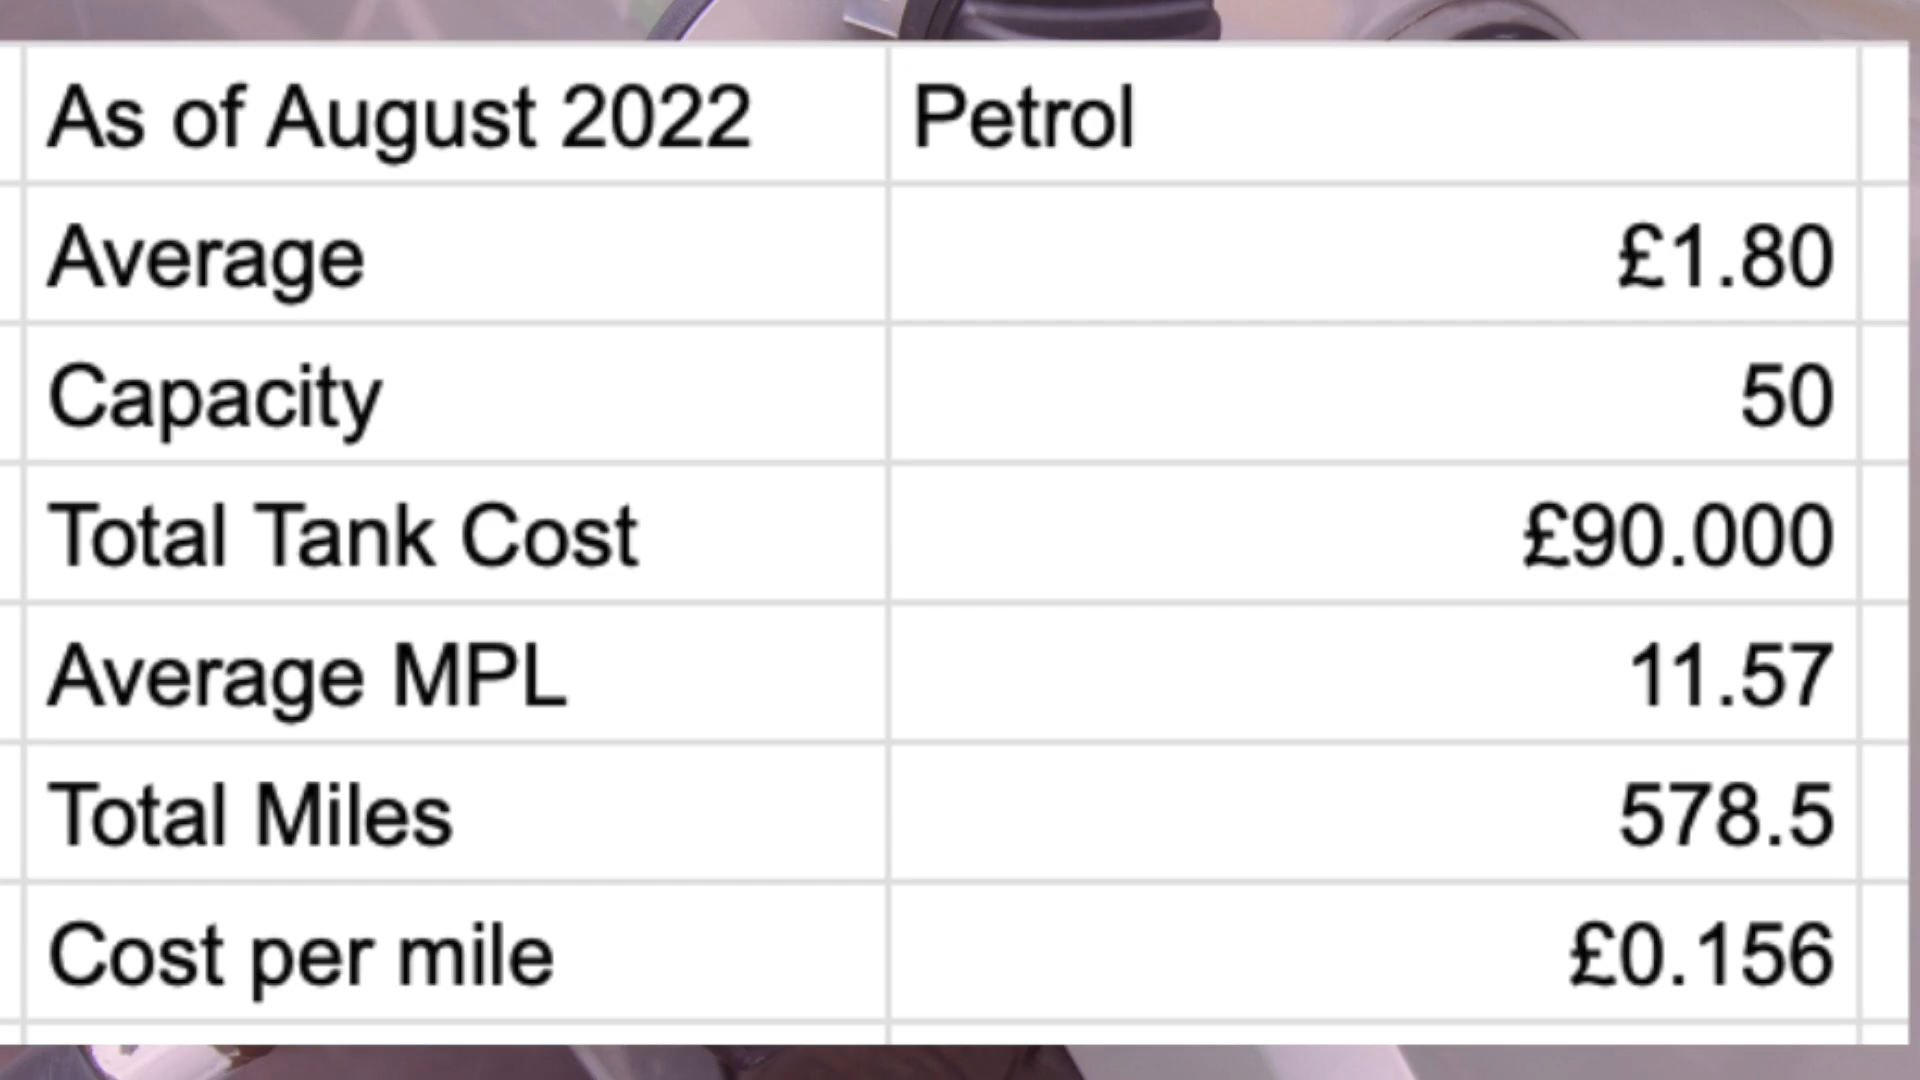 As of August 2022 Petrol
Average £1.80
Capacity 50
Total Tank Cost £90.000
Average MPL 11.57
Total Miles 578.5
Cost per mile £0.156